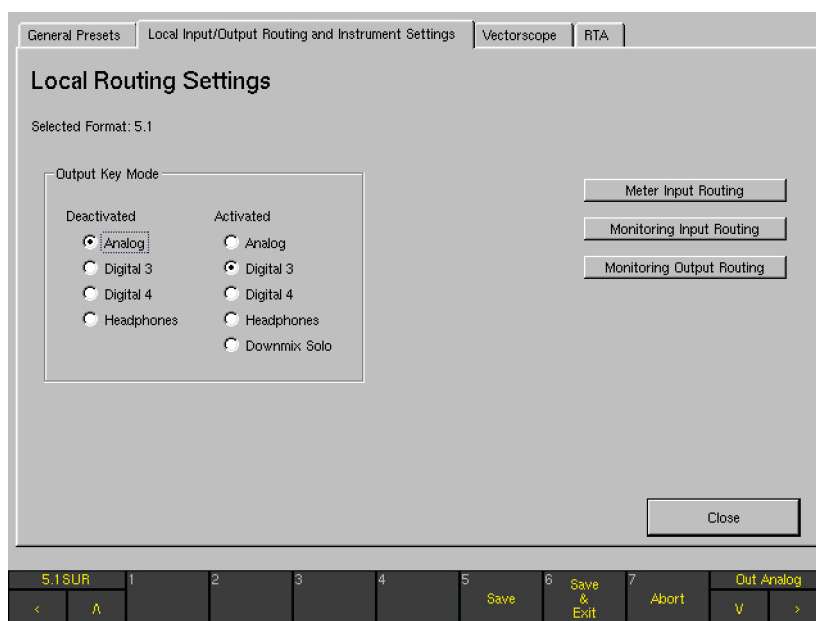 General Presets
Local Input/Output Routing and Instrument Settings
Vectorscope
RTA
Local Routing Settings
Selected Format: 5.1
Output Key Mode
Deactivated
Analog
Digital 3
Digital 4
Headphones
Activated
Analog
Digital 3
Digital 4
Headphones
Downmix Solo
Meter Input Routing
Monitoring Input Routing
Monitoring Output Routing
Close
5.1SUR
<
Λ
1
2
3
4
5
Save
6
Save
&
Exit
7
Abort
Out Analog
V
>